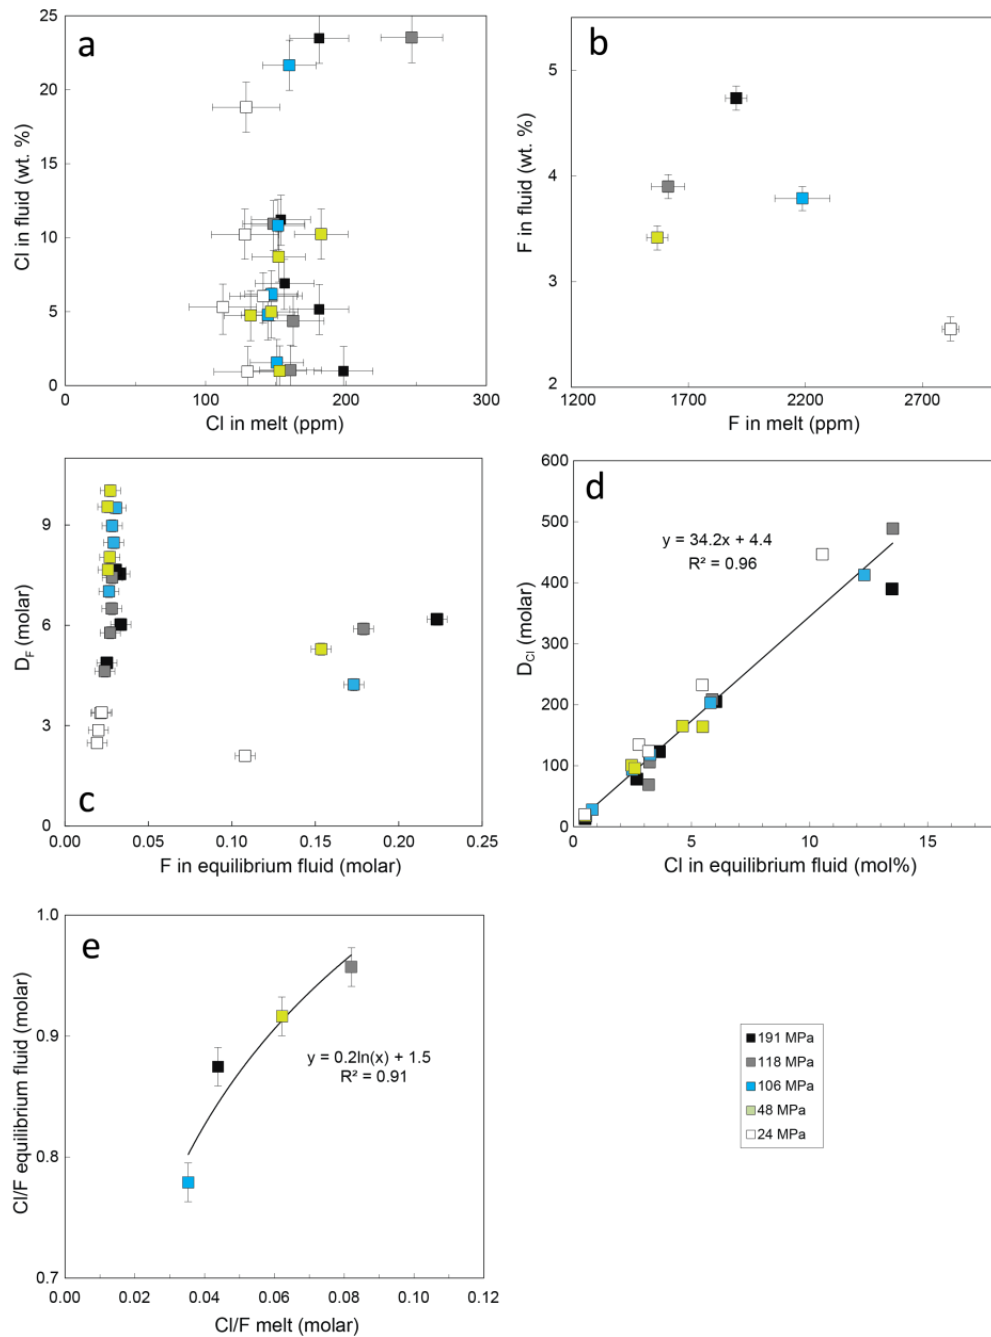 a
25
20
15
10
5
0
Cl in fluid (wt. %)
0 100 200 300
Cl in melt (ppm)
b
5
4
3
2
F in fluid (wt. %)
1200 1700 2200 2700
F in melt (ppm)
c
9
6
3
0
D_F (molar)
0.00 0.05 0.10 0.15 0.20 0.25
F in equilibrium fluid (molar)
d
600
500
400
300
200
100
0
D_Cl (molar)
y = 34.2x + 4.4
R² = 0.96
0 5 10 15
Cl in equilibrium fluid (mol%)
e
1.0
0.9
0.8
0.7
Cl/F equilibrium fluid (molar)
y = 0.2ln(x) + 1.5
R² = 0.91
0.00 0.02 0.04 0.06 0.08 0.10 0.12
Cl/F melt (molar)
191 MPa
118 MPa
106 MPa
48 MPa
24 MPa